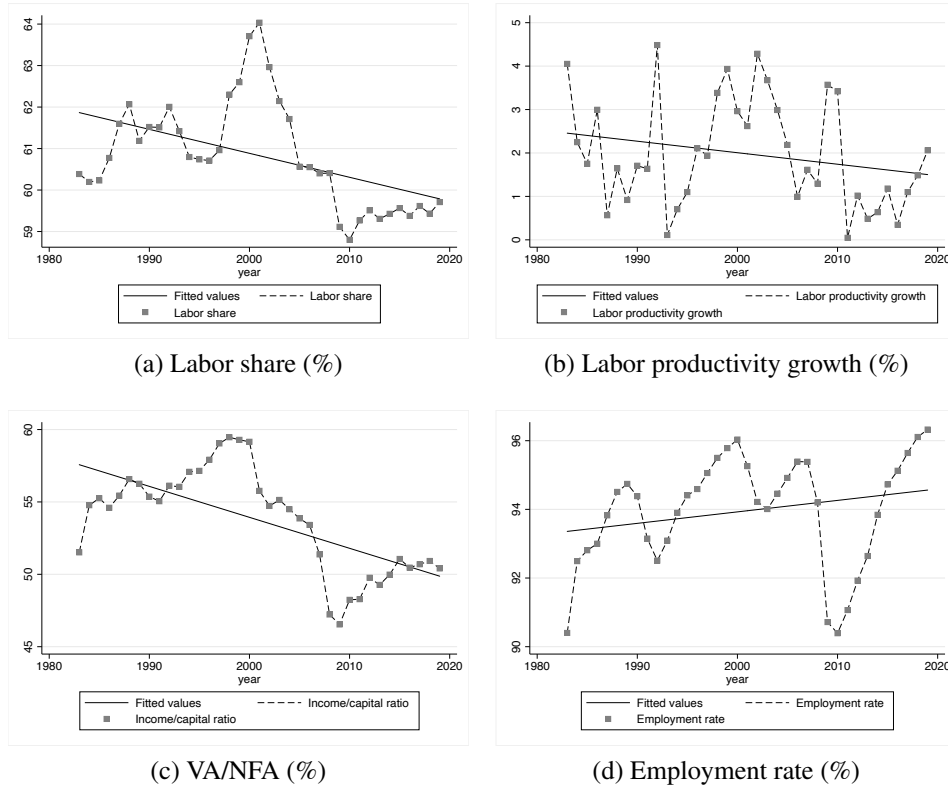 64
62
60
59
1980 1990 2000 2010 2020
year
Fitted values Labor share
Labor share
(a) Labor share (%)
5
4
3
2
1
0
1980 1990 2000 2010 2020
year
Fitted values Labor productivity growth
Labor productivity growth
(b) Labor productivity growth (%)
60
55
50
45
1980 1990 2000 2010 2020
year
Fitted values Income/capital ratio
Income/capital ratio
(c) VA/NFA (%)
96
94
92
90
1980 1990 2000 2010 2020
year
Fitted values Employment rate
Employment rate
(d) Employment rate (%)